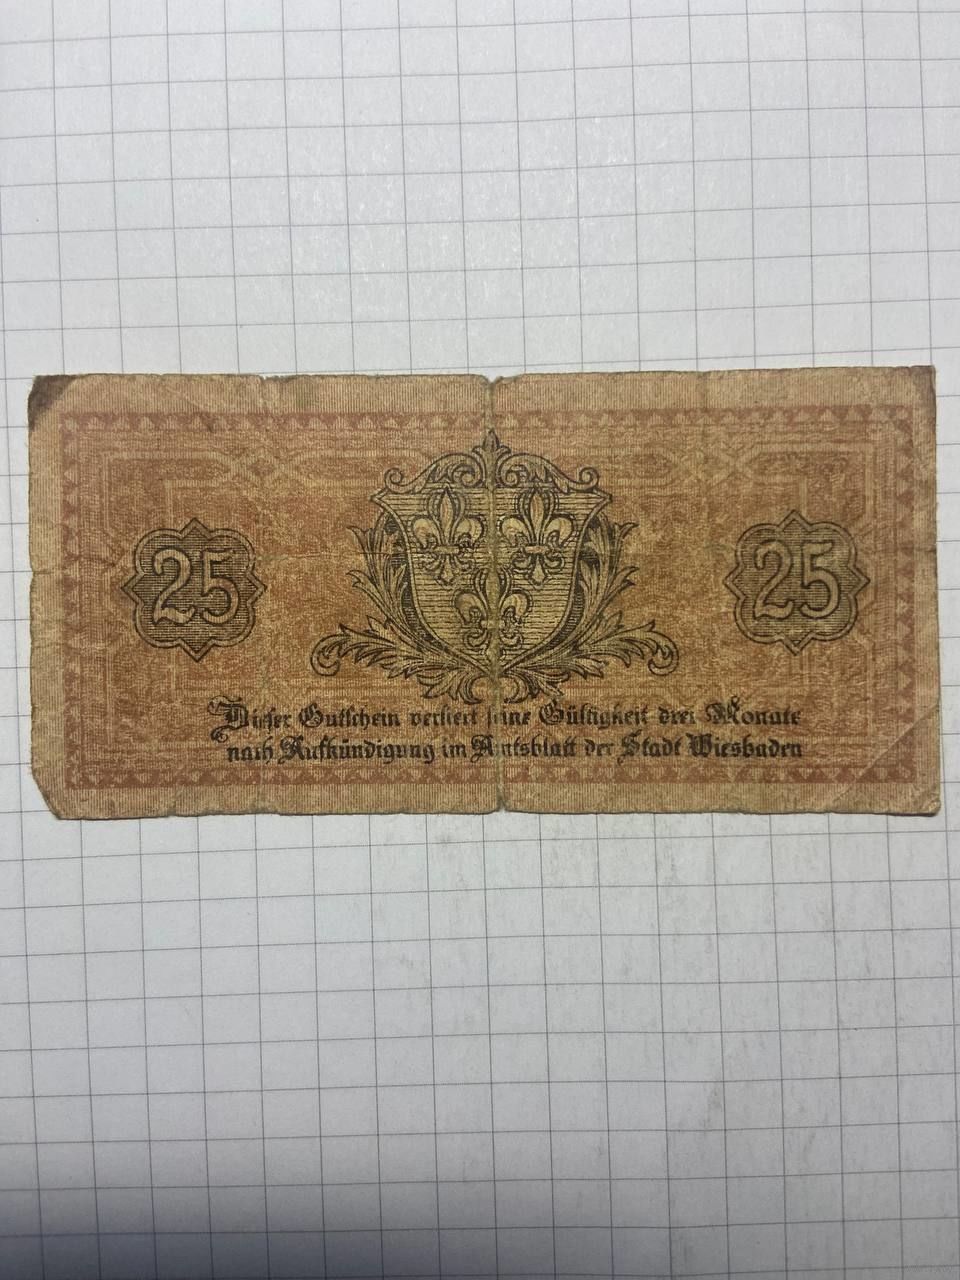 25 25
Dieser Gutschein verliert seine Gültigkeit drei Monate
nach Aufkündigung im Amtsblatt der Stadt Wiesbaden